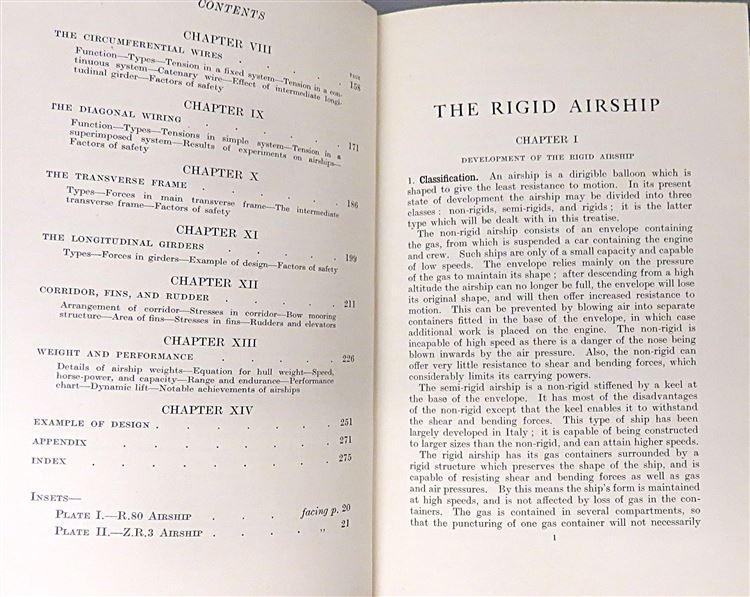 CONTENTS
CHAPTER VIII
PAGE
THE CIRCUMFERENTIAL WIRES . . . . . 158
Function—Types—Tension in a fixed system—Tension in a con-
tinuous system—Catenary wire—Effect of intermediate longi-
tudinal girder—Factors of safety
CHAPTER IX
THE DIAGONAL WIRING . . . . . . 171
Function—Types—Tensions in simple system—Tension in a
superimposed system—Results of experiments on airships—
Factors of safety
CHAPTER X
THE TRANSVERSE FRAME . . . . . . 186
Types—Forces in main transverse frame—The intermediate
transverse frame—Factors of safety
CHAPTER XI
THE LONGITUDINAL GIRDERS . . . . . 199
Types—Forces in girders—Example of design—Factors of safety
CHAPTER XII
CORRIDOR, FINS, AND RUDDER . . . . . 211
Arrangement of corridor—Stresses in corridor—Bow mooring
structure—Area of fins—Stresses in fins—Rudders and elevators
CHAPTER XIII
WEIGHT AND PERFORMANCE . . . . . 226
Details of airship weights—Equation for hull weight—Speed,
horse-power, and capacity—Range and endurance—Performance
chart—Dynamic lift—Notable achievements of airships
CHAPTER XIV
EXAMPLE OF DESIGN . . . . . . . 251
APPENDIX . . . . . . . . 271
INDEX . . . . . . . . . 275
INSETS—
PLATE I.—R.80 AIRSHIP . . . facing p. 20
PLATE II.—Z.R.3 AIRSHIP . . . „ 21
THE RIGID AIRSHIP
CHAPTER I
DEVELOPMENT OF THE RIGID AIRSHIP
1. Classification. An airship is a dirigible balloon which is
shaped to give the least resistance to motion. In its present
state of development the airship may be divided into three
classes: non-rigids, semi-rigids, and rigids; it is the latter
type which will be dealt with in this treatise.
The non-rigid airship consists of an envelope containing
the gas, from which is suspended a car containing the engine
and crew. Such ships are only of a small capacity and capable
of low speeds. The envelope relies mainly on the pressure
of the gas to maintain its shape; after descending from a high
altitude the airship can no longer be full, the envelope will lose
its original shape, and will then offer increased resistance to
motion. This can be prevented by blowing air into separate
containers fitted in the base of the envelope, in which case
additional work is placed on the engine. The non-rigid is
incapable of high speed as there is a danger of the nose being
blown inwards by the air pressure. Also, the non-rigid can
offer very little resistance to shear and bending forces, which
considerably limits its carrying powers.
The semi-rigid airship is a non-rigid stiffened by a keel at
the base of the envelope. It has most of the disadvantages
of the non-rigid except that the keel enables it to withstand
the shear and bending forces. This type of ship has been
largely developed in Italy; it is capable of being constructed
to larger sizes than the non-rigid, and can attain higher speeds.
The rigid airship has its gas containers surrounded by a
rigid structure which preserves the shape of the ship, and is
capable of resisting shear and bending forces as well as gas
and air pressures. By this means the ship's form is maintained
at high speeds, and is not affected by loss of gas in the con-
tainers. The gas is contained in several compartments, so
that the puncturing of one gas container will not necessarily
1